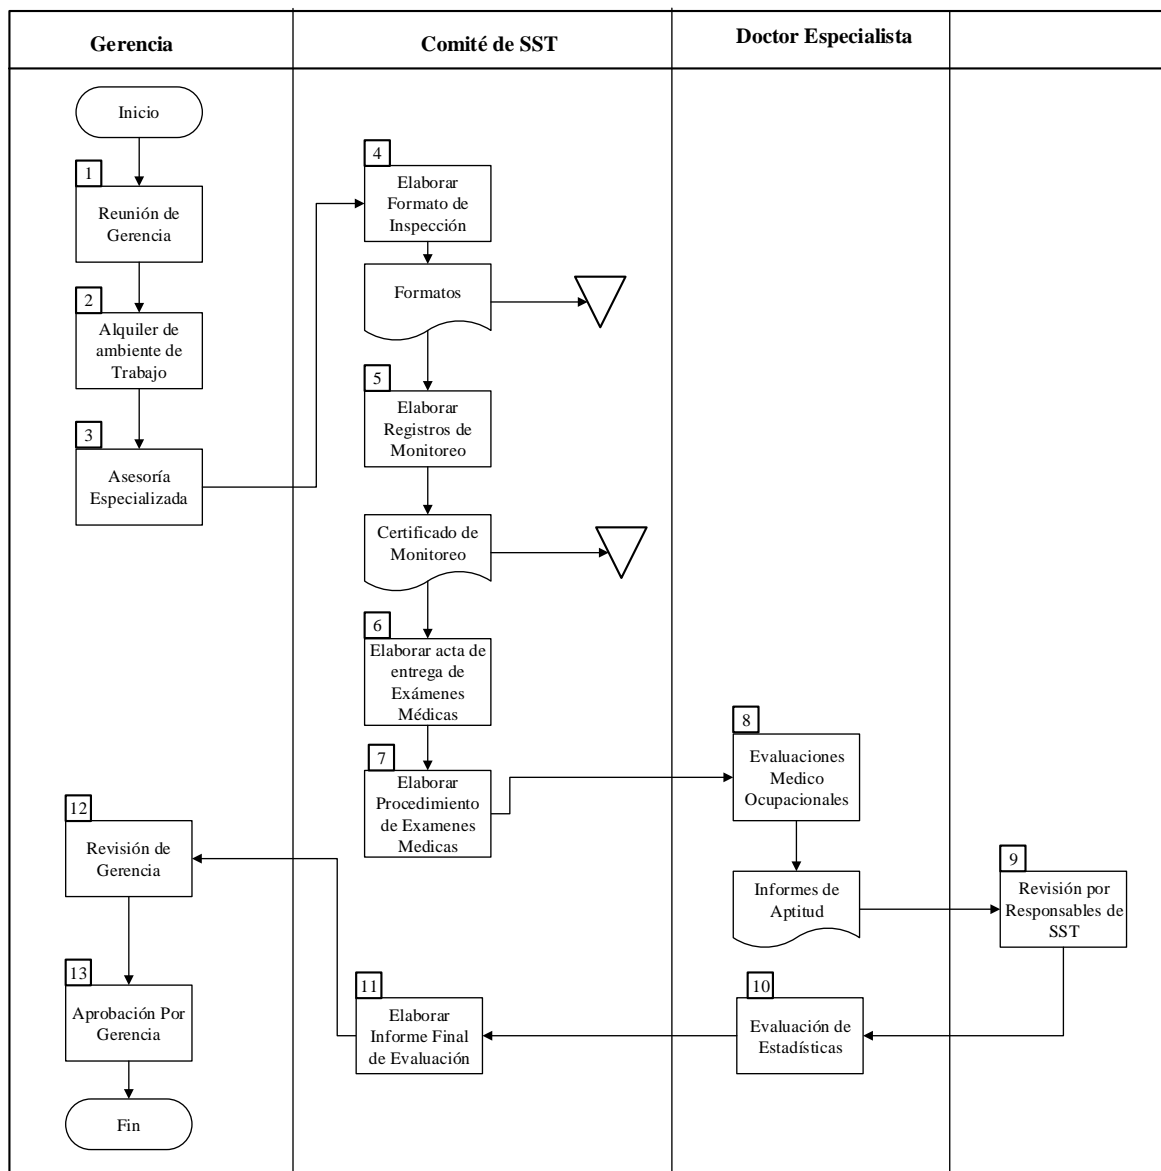 Gerencia
Comité de SST
Doctor Especialista
Inicio
1
Reunión de
Gerencia
2
Alquiler de
ambiente de
Trabajo
3
Asesoría
Especializada
4
Elaborar
Formato de
Inspección
Formatos
5
Elaborar
Registros de
Monitoreo
Certificado de
Monitoreo
6
Elaborar acta de
entrega de
Exámenes
Médicas
7
Elaborar
Procedimiento
de Examenes
Medicas
8
Evaluaciones
Medico
Ocupacionales
Informes de
Aptitud
9
Revisión por
Responsables de
SST
10
Evaluación de
Estadísticas
11
Elaborar
Informe Final
de Evaluación
12
Revisión de
Gerencia
13
Aprobación Por
Gerencia
Fin